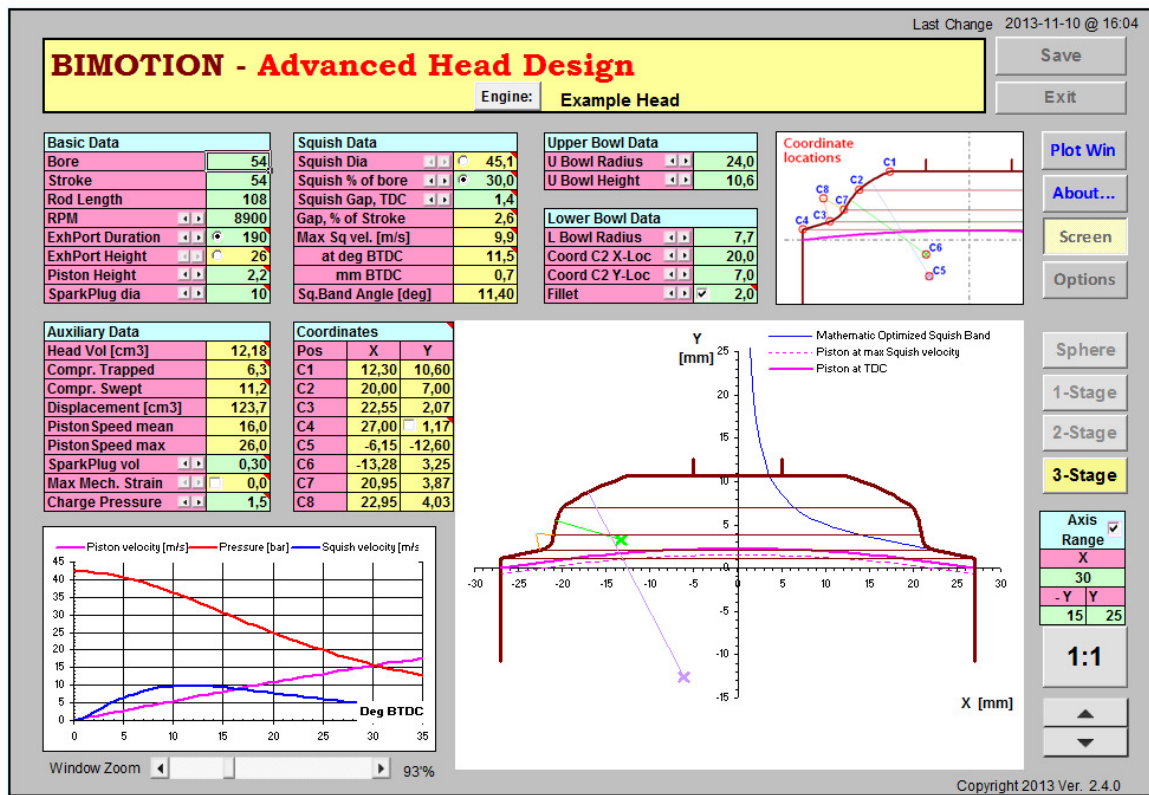 Last Change 2013-11-10 @ 16:04
BIMOTION - Advanced Head Design
Engine: Example Head
Save
Exit
Basic Data
Bore 54
Stroke 54
Rod Length 108
RPM 8900
ExhPort Duration 190
ExhPort Height 26
Piston Height 2,2
SparkPlug dia 10
Squish Data
Squish Dia 45,1
Squish % of bore 30,0
Squish Gap, TDC 1,4
Gap, % of Stroke 2,6
Max Sq vel. [m/s] 9,9
at deg BTDC 11,5
mm BTDC 0,7
Sq.Band Angle [deg] 11,40
Upper Bowl Data
U Bowl Radius 24,0
U Bowl Height 10,6
Lower Bowl Data
L Bowl Radius 7,7
Coord C2 X-Loc 20,0
Coord C2 Y-Loc 7,0
Fillet 2,0
Coordinate
locations
C1
C2
C8
C7
C4 C3
C6
C5
Plot Win
About...
Screen
Options
Auxiliary Data
Head Vol [cm3] 12,18
Compr. Trapped 6,3
Compr. Swept 11,2
Displacement [cm3] 123,7
PistonSpeed mean 16,0
PistonSpeed max 26,0
SparkPlug vol 0,30
Max Mech. Strain 0,0
Charge Pressure 1,5
Coordinates
Pos X Y
C1 12,30 10,60
C2 20,00 7,00
C3 22,55 2,07
C4 27,00 1,17
C5 -6,15 -12,60
C6 -13,28 3,25
C7 20,95 3,87
C8 22,95 4,03
Y
[mm]
Mathematic Optimized Squish Band
Piston at max Squish velocity
Piston at TDC
25
20
15
10
5
0
-30 -25 -20 -15 -10 -5 0 5 10 15 20 25 30
-5
-10
-15
X [mm]
Sphere
1-Stage
2-Stage
3-Stage
Axis
Range
X
30
- Y Y
15 25
1:1
Piston velocity [m/s] Pressure [bar] Squish velocity [m/s
45
40
35
30
25
20
15
10
5
0
Deg BTDC
0 5 10 15 20 25 30 35
Window Zoom 93'%
Copyright 2013 Ver. 2.4.0